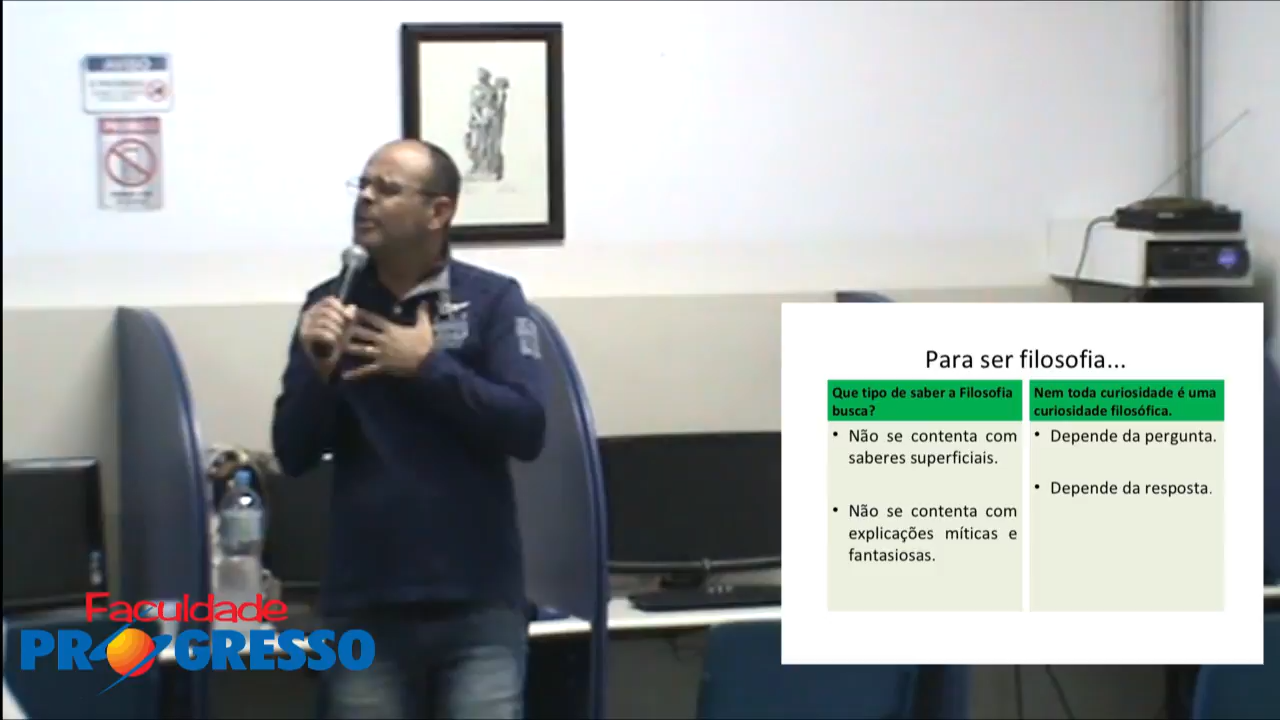 AVISO
Para ser filosofia...
Que tipo de saber a Filosofia
busca?
Nem toda curiosidade é uma
curiosidade filosófica.
• Não se contenta com
saberes superficiais.
• Não se contenta com
explicações míticas e
fantasiosas.
• Depende da pergunta.
• Depende da resposta.
Faculdade
PROGRESSO